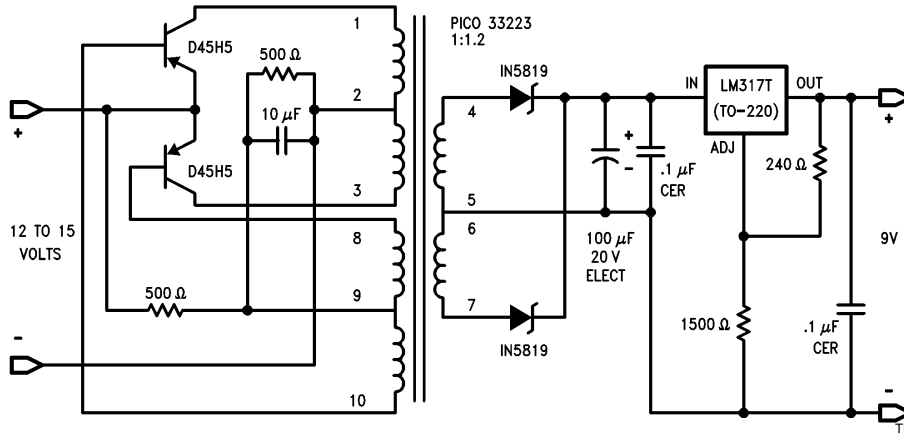 1
PICO 33223
1:1.2
D45H5
500 Ω
IN5819
IN
LM317T
(TO-220)
OUT
2
4
+
10 μF
+
-
ADJ
+
D45H5
.1 μF
CER
240 Ω
3
5
12 TO 15
VOLTS
8
6
100 μF
20 V
ELECT
9V
500 Ω
9
7
1500 Ω
.1 μF
CER
-
IN5819
-
10